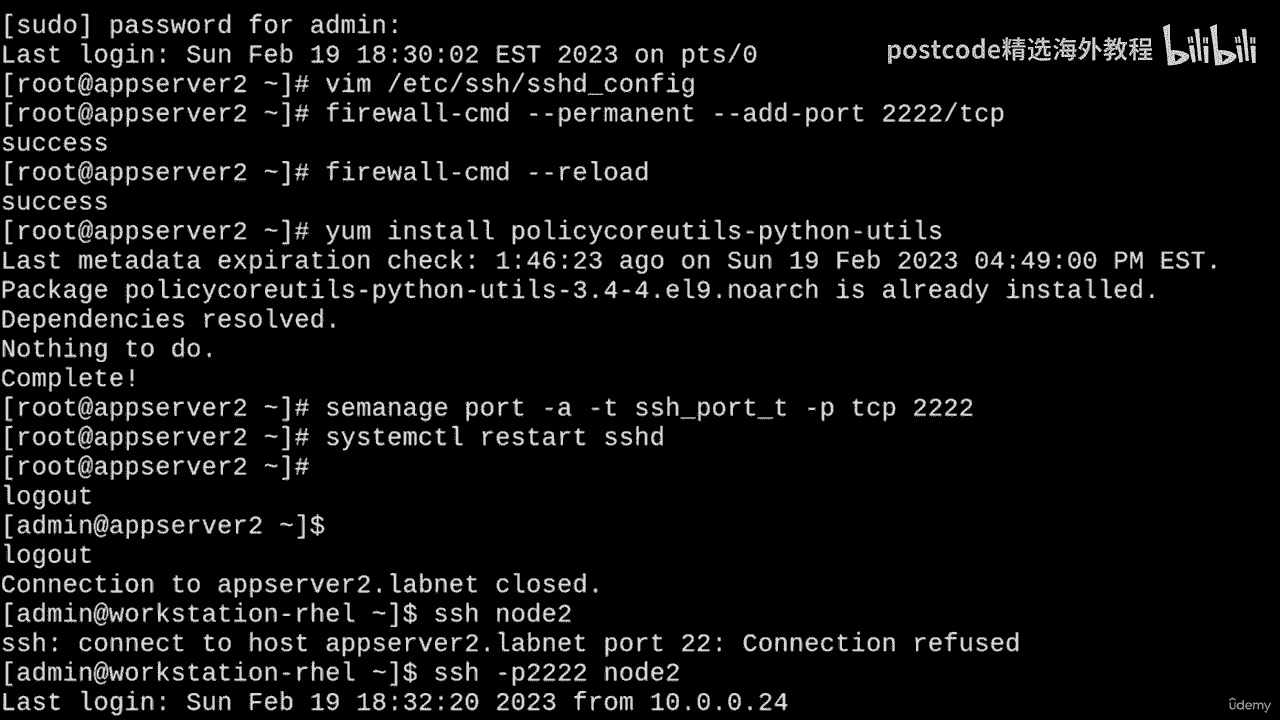 [sudo] password for admin:
Last login: Sun Feb 19 18:30:02 EST 2023 on pts/0
postcode精选海外教程 bilibili
[root@appserver2 ~]# vim /etc/ssh/sshd_config
[root@appserver2 ~]# firewall-cmd --permanent --add-port 2222/tcp
success
[root@appserver2 ~]# firewall-cmd --reload
success
[root@appserver2 ~]# yum install policycoreutils-python-utils
Last metadata expiration check: 1:46:23 ago on Sun 19 Feb 2023 04:49:00 PM EST.
Package policycoreutils-python-utils-3.4-4.el9.noarch is already installed.
Dependencies resolved.
Nothing to do.
Complete!
[root@appserver2 ~]# semanage port -a -t ssh_port_t -p tcp 2222
[root@appserver2 ~]# systemctl restart sshd
[root@appserver2 ~]#
logout
[admin@appserver2 ~]$
logout
Connection to appserver2.labnet closed.
[admin@workstation-rhel ~]$ ssh node2
ssh: connect to host appserver2.labnet port 22: Connection refused
[admin@workstation-rhel ~]$ ssh -p2222 node2
Last login: Sun Feb 19 18:32:20 2023 from 10.0.0.24
ûdemy